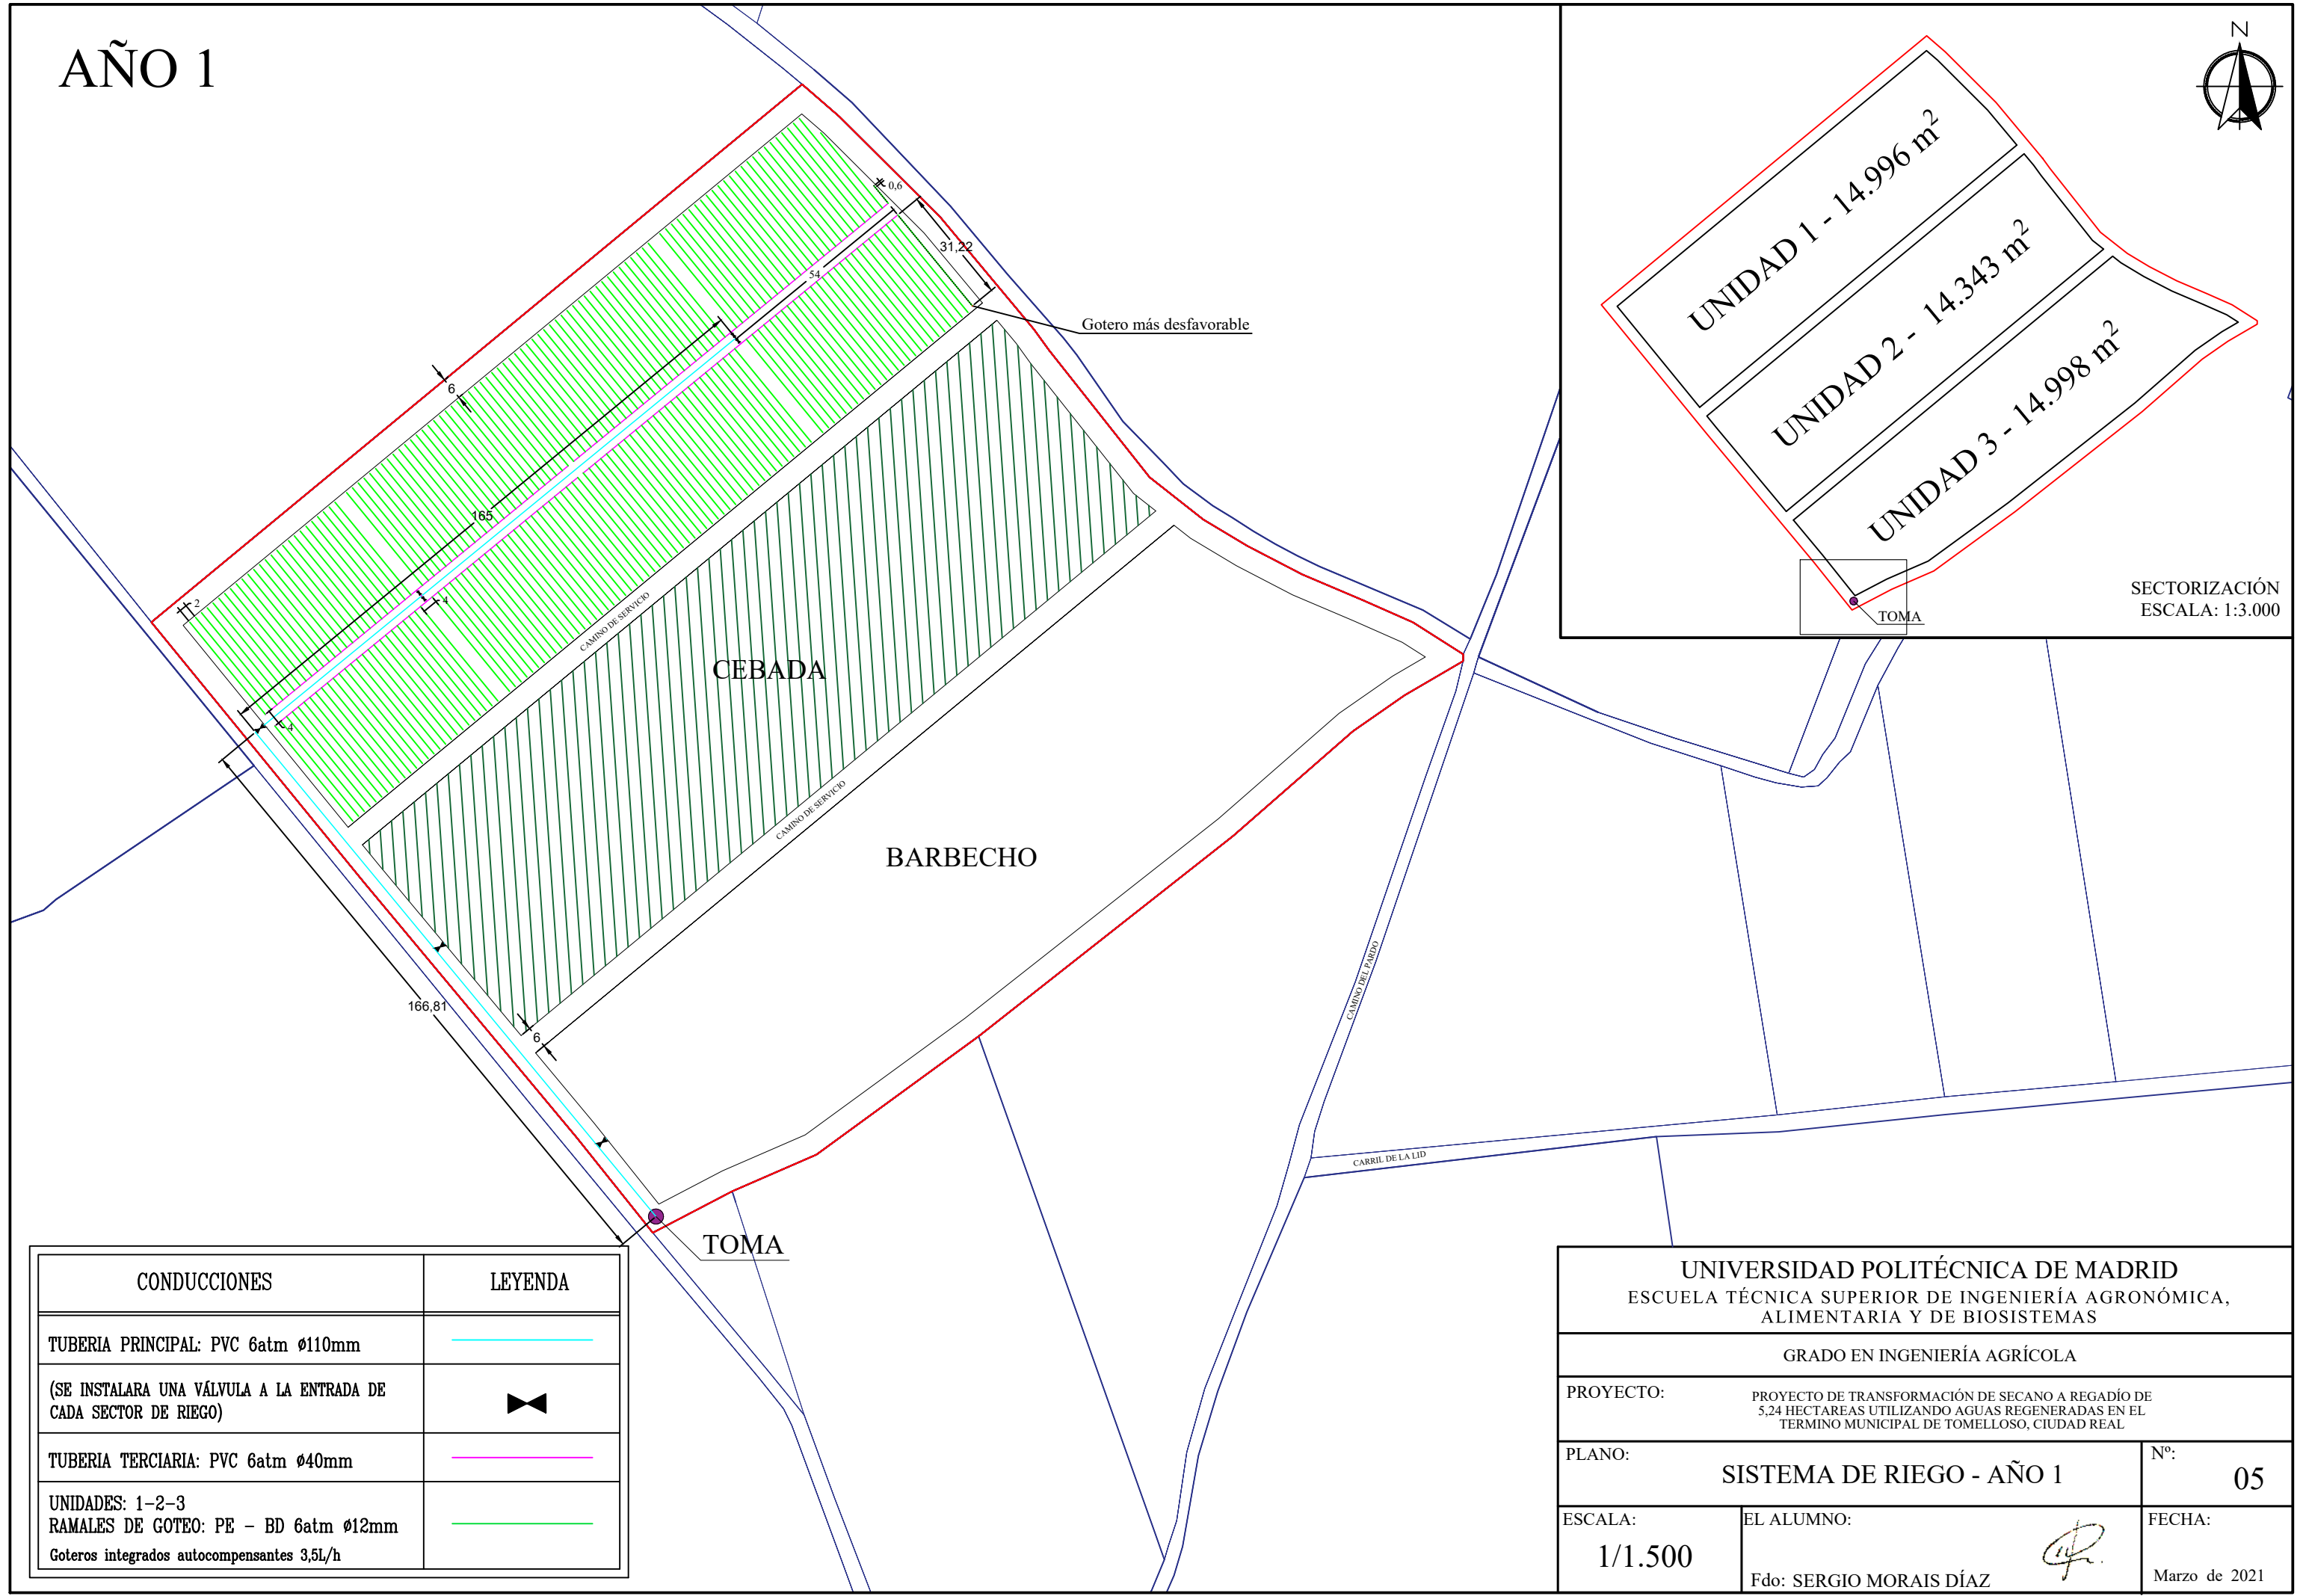 AÑO 1
N
UNIDAD 1 - 14.996 m²
UNIDAD 2 - 14.343 m²
UNIDAD 3 - 14.998 m²
SECTORIZACIÓN
ESCALA: 1:3.000
TOMA
0,6
31,22
54
Gotero más desfavorable
6
165
2
4
4
CAMINO DE SERVICIO
CEBADA
CAMINO DE SERVICIO
BARBECHO
166,81
6
CAMINO DEL PARDO
CARRIL DE LA LID
TOMA
CONDUCCIONES
LEYENDA
TUBERIA PRINCIPAL: PVC 6atm ø110mm
(SE INSTALARA UNA VÁLVULA A LA ENTRADA DE
CADA SECTOR DE RIEGO)
TUBERIA TERCIARIA: PVC 6atm ø40mm
UNIDADES: 1-2-3
RAMALES DE GOTEO: PE - BD 6atm ø12mm
Goteros integrados autocompensantes 3,5L/h
UNIVERSIDAD POLITÉCNICA DE MADRID
ESCUELA TÉCNICA SUPERIOR DE INGENIERÍA AGRONÓMICA,
ALIMENTARIA Y DE BIOSISTEMAS
GRADO EN INGENIERÍA AGRÍCOLA
PROYECTO:
PROYECTO DE TRANSFORMACIÓN DE SECANO A REGADÍO DE
5,24 HECTAREAS UTILIZANDO AGUAS REGENERADAS EN EL
TERMINO MUNICIPAL DE TOMELLOSO, CIUDAD REAL
PLANO:
SISTEMA DE RIEGO - AÑO 1
Nº:
05
ESCALA:
1/1.500
EL ALUMNO:
Fdo: SERGIO MORAIS DÍAZ
FECHA:
Marzo de 2021